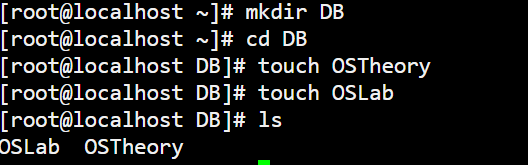 [root@localhost ~]# mkdir DB
[root@localhost ~]# cd DB
[root@localhost DB]# touch OSTheory
[root@localhost DB]# touch OSLab
[root@localhost DB]# ls
OSLab  OSTheory